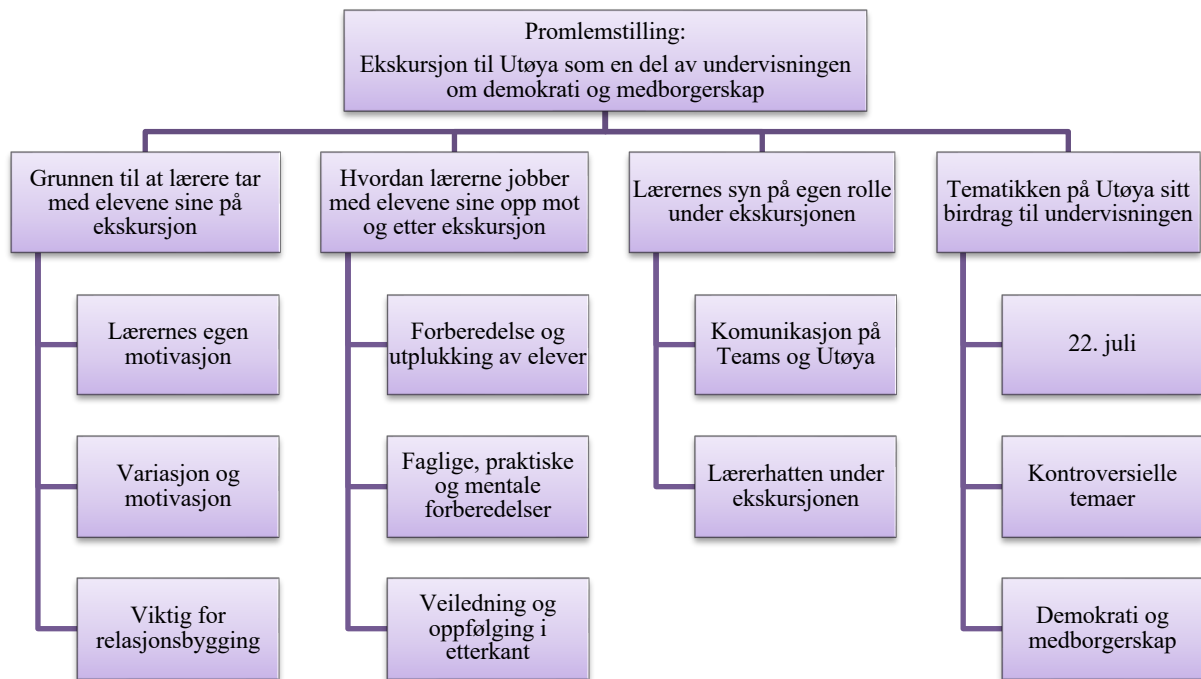 Promlemstilling:
Ekskursjon til Utøya som en del av undervisningen
om demokrati og medborgerskap
Grunnen til at lærere tar
med elevene sine på
ekskursjon
Lærernes egen
motivasjon
Variasjon og
motivasjon
Viktig for
relasjonsbygging
Hvordan lærerne jobber
med elevene sine opp mot
og etter ekskursjon
Forberedelse og
utplukking av elever
Faglige, praktiske
og mentale
forberedelser
Veiledning og
oppfølging i
etterkant
Lærernes syn på egen rolle
under ekskursjonen
Komunikasjon på
Teams og Utøya
Lærerhatten under
ekskursjonen
Tematikken på Utøya sitt
birdrag til undervisningen
22. juli
Kontroversielle
temaer
Demokrati og
medborgerskap